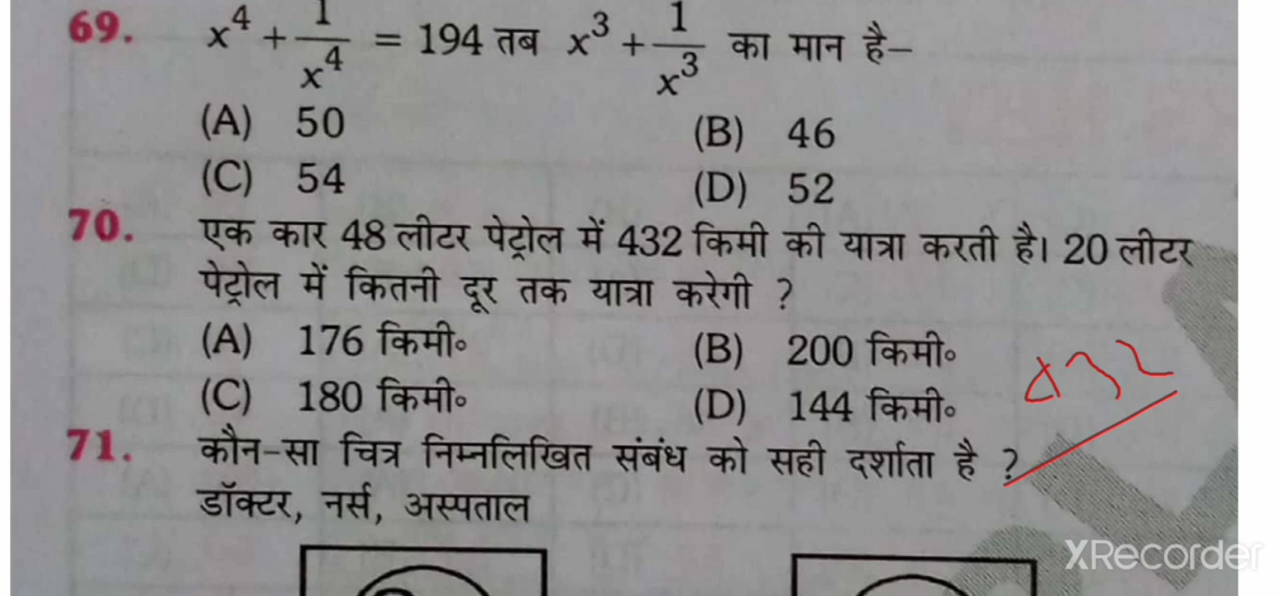 69. x⁴ + 1/x⁴ = 194 तब x³ + 1/x³ का मान है–
(A) 50 (B) 46
(C) 54 (D) 52
70. एक कार 48 लीटर पेट्रोल में 432 किमी की यात्रा करती है। 20 लीटर
पेट्रोल में कितनी दूर तक यात्रा करेगी ?
(A) 176 किमी॰ (B) 200 किमी॰
(C) 180 किमी॰ (D) 144 किमी॰
432
71. कौन-सा चित्र निम्नलिखित संबंध को सही दर्शाता है ?
डॉक्टर, नर्स, अस्पताल
XRecorder